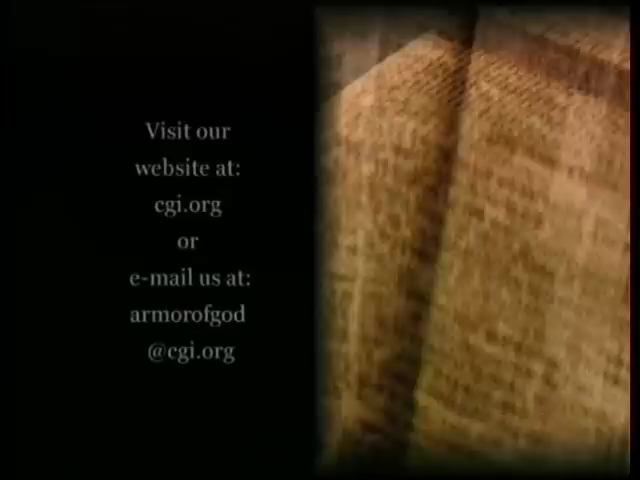 Visit our
website at:
cgi.org
or
e-mail us at:
armorofgod
@cgi.org